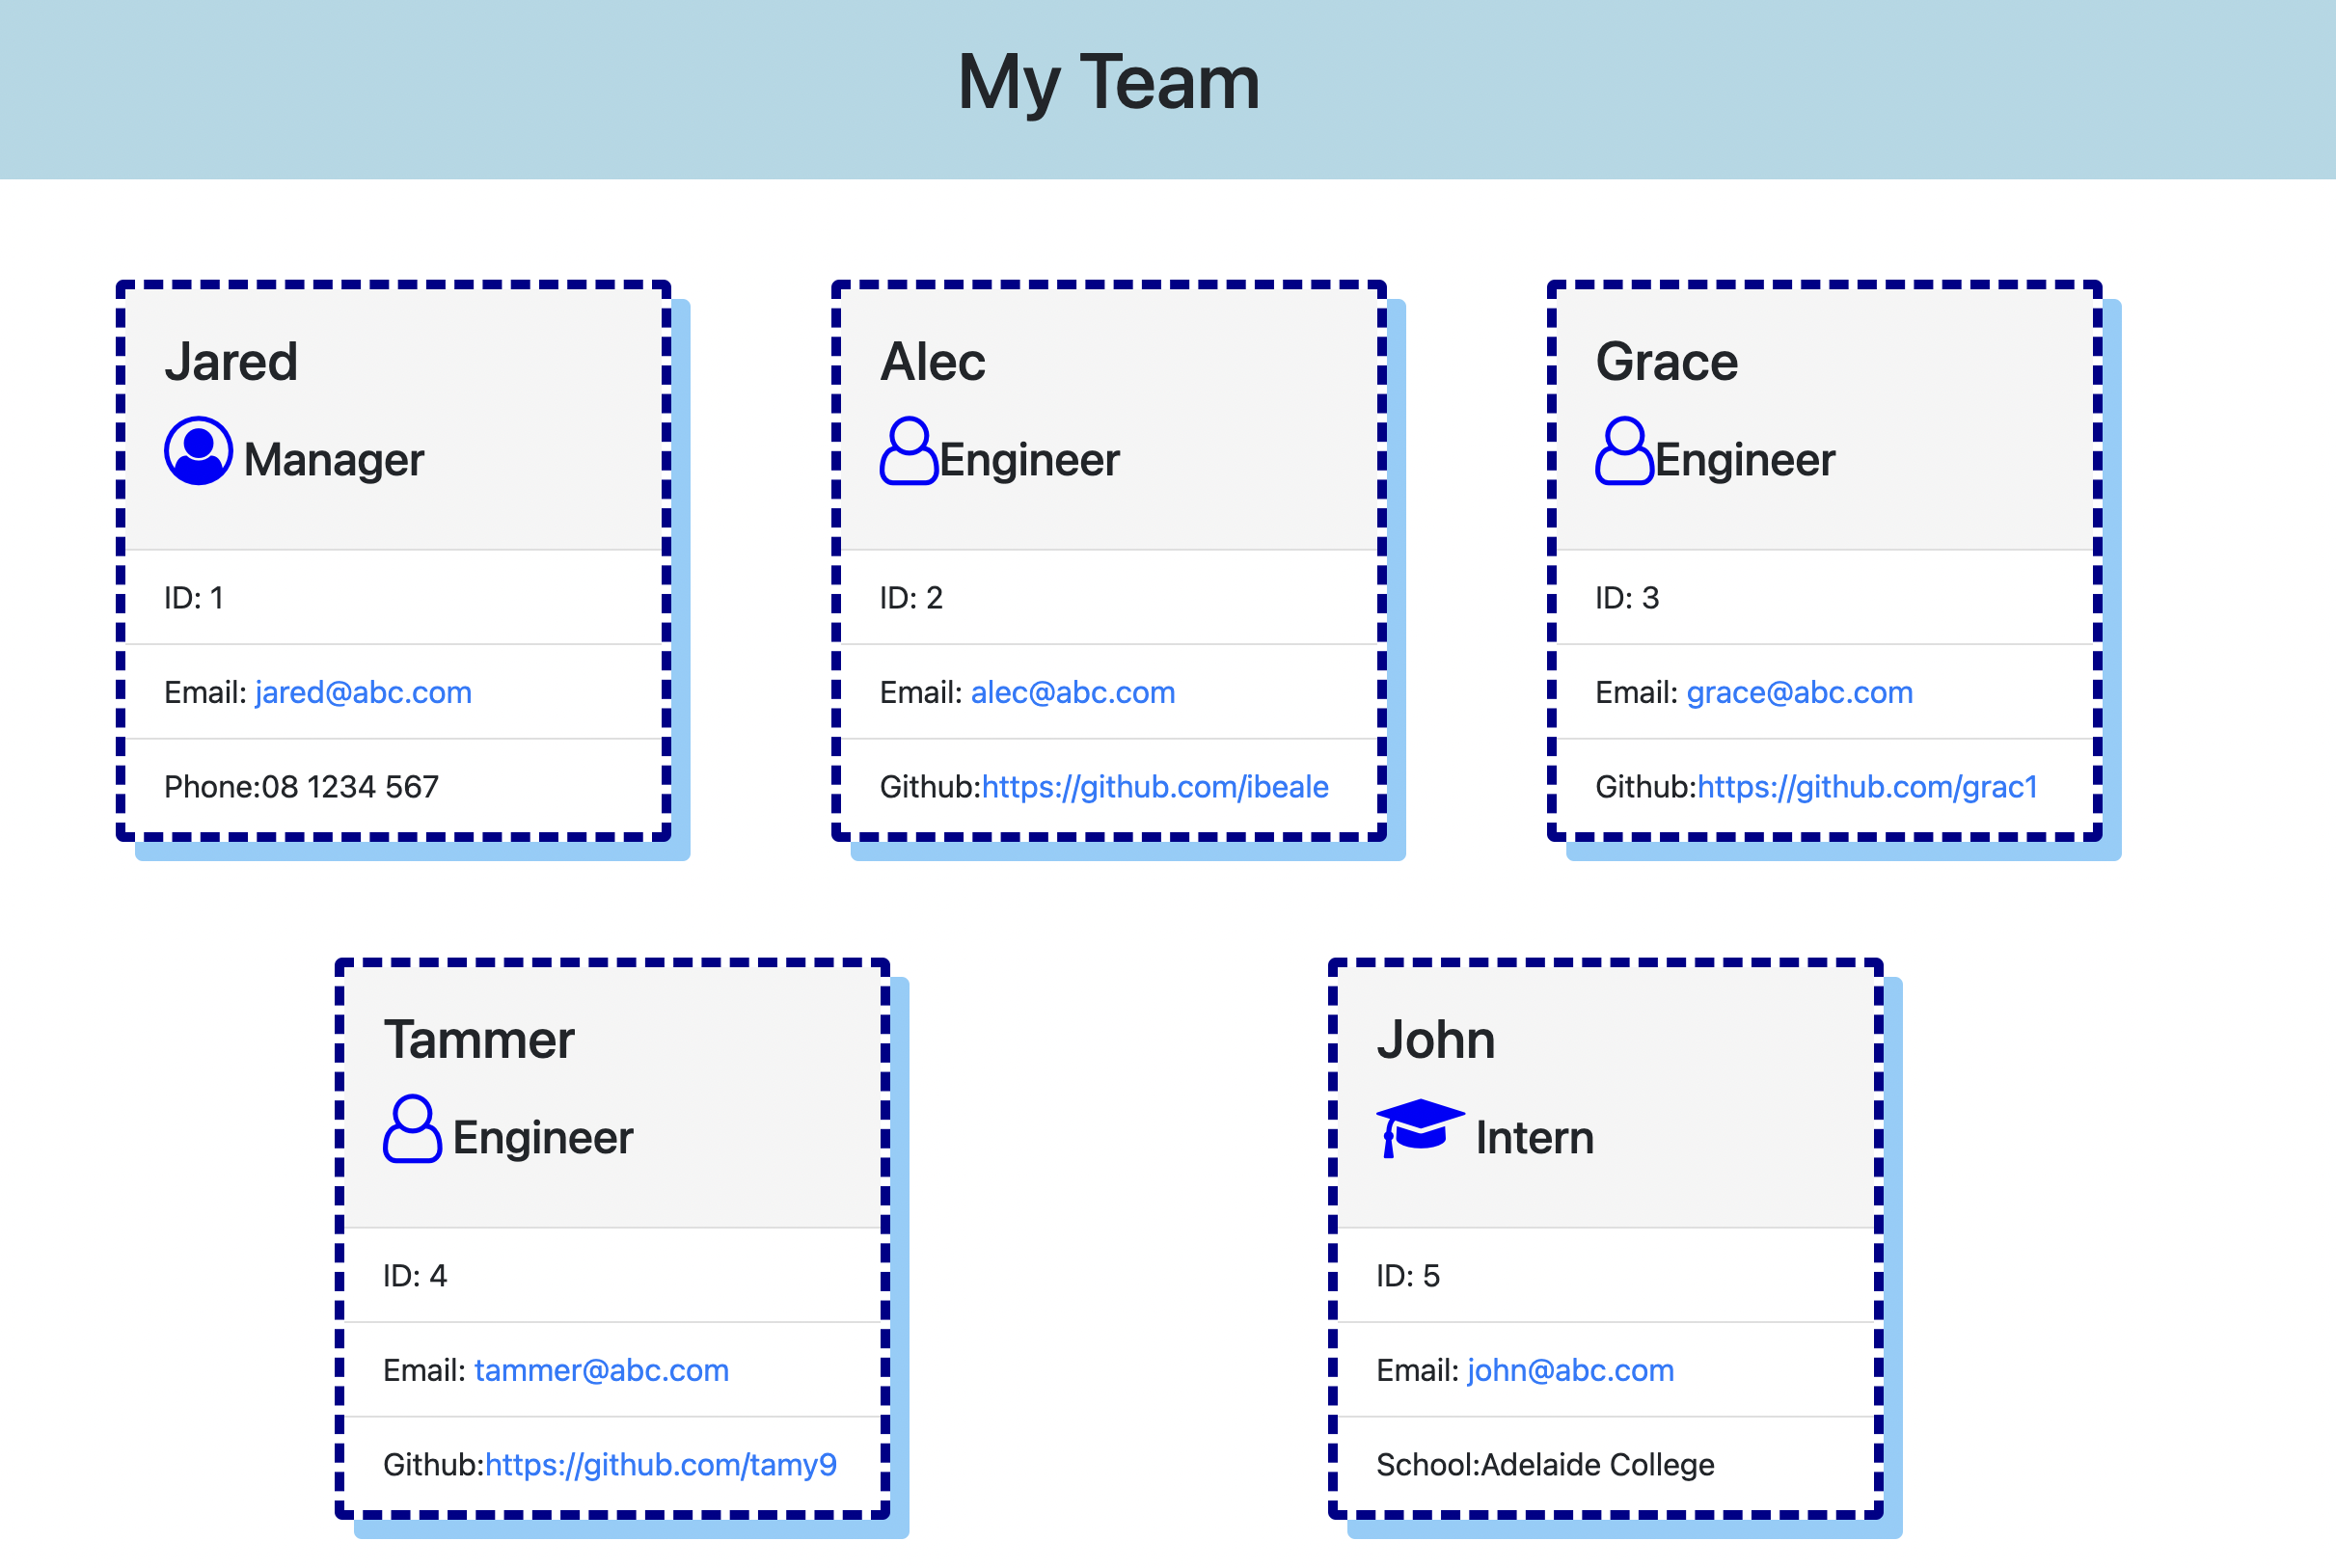 My Team
Jared
Manager
ID: 1
Email: jared@abc.com
Phone:08 1234 567
Alec
Engineer
ID: 2
Email: alec@abc.com
Github:https://github.com/ibeale
Grace
Engineer
ID: 3
Email: grace@abc.com
Github:https://github.com/grac1
Tammer
Engineer
ID: 4
Email: tammer@abc.com
Github:https://github.com/tamy9
John
Intern
ID: 5
Email: john@abc.com
School:Adelaide College